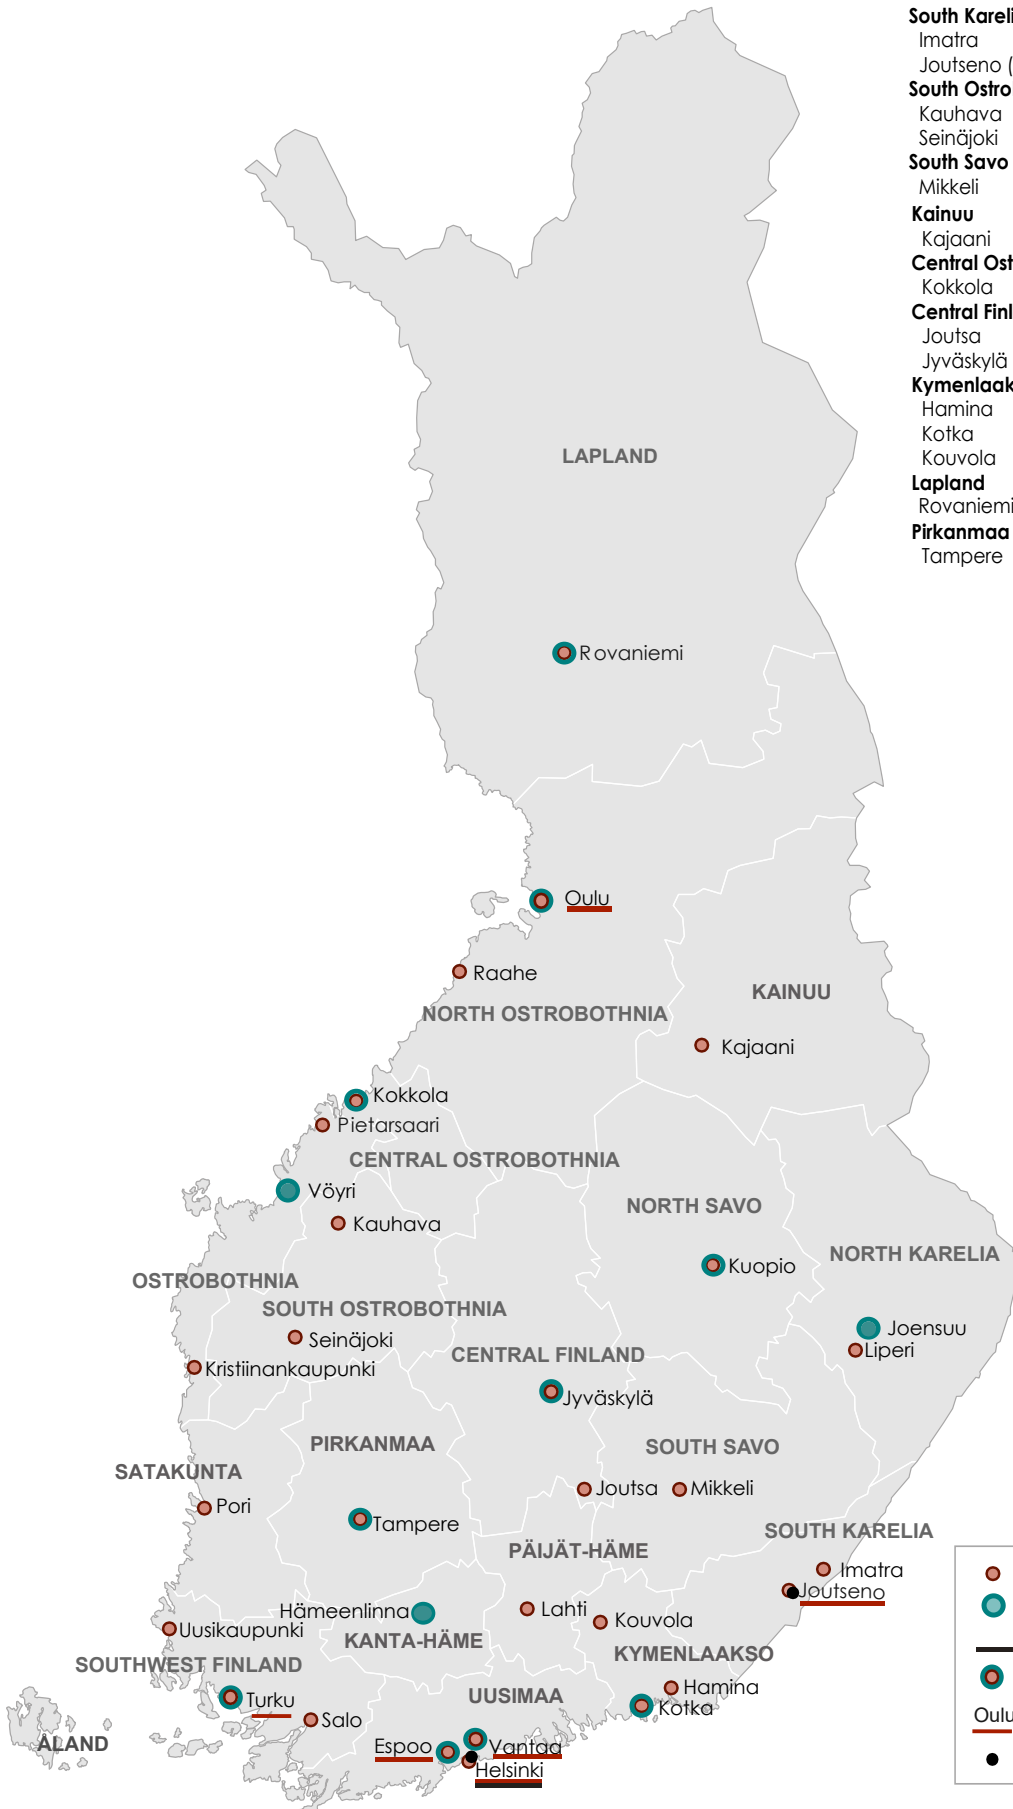 South Kareli
Imatra
Joutseno (
South Ostro
Kauhava
Seinäjoki
South Savo
Mikkeli
Kainuu
Kajaani
Central Ost
Kokkola
Central Finl
Joutsa
Jyväskylä
Kymenlaak
Hamina
Kotka
Kouvola
Lapland
Rovaniemi
Pirkanmaa
Tampere
LAPLAND
Rovaniemi
Oulu
Raahe
KAINUU
NORTH OSTROBOTHNIA
Kajaani
Kokkola
Pietarsaari
CENTRAL OSTROBOTHNIA
Vöyri
NORTH SAVO
Kauhava
NORTH KARELIA
Kuopio
OSTROBOTHNIA
SOUTH OSTROBOTHNIA
Joensuu
Seinäjoki
Liperi
CENTRAL FINLAND
Kristiinankaupunki
Jyväskylä
PIRKANMAA
SOUTH SAVO
SATAKUNTA
Joutsa
Mikkeli
Pori
Tampere
SOUTH KARELIA
PÄIJÄT-HÄME
Imatra
Joutseno
Hämeenlinna
Lahti
Kouvola
Uusikaupunki
KANTA-HÄME
KYMENLAAKSO
SOUTHWEST FINLAND
Hamina
UUSIMAA
Turku
Kotka
Salo
Oulu
ÅLAND
Espoo
Vantaa
Helsinki